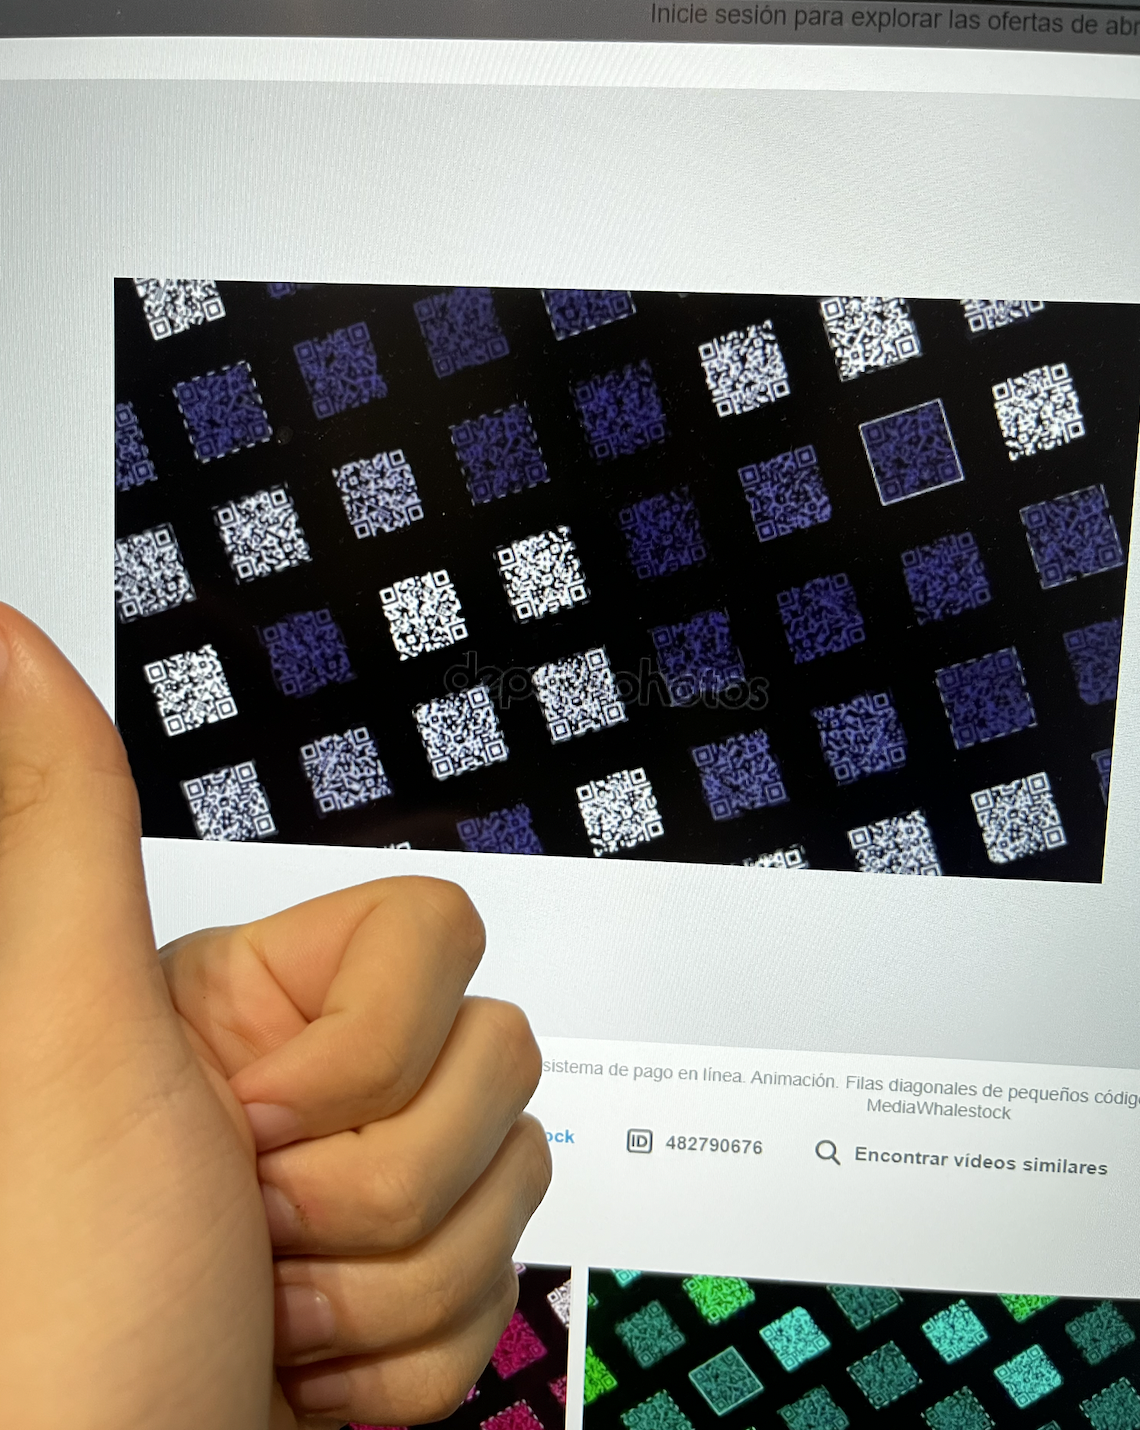 Inicie sesión para explorar las ofertas de abr
depositphotos
sistema de pago en línea. Animación. Filas diagonales de pequeños códig
MediaWhalestock
ock
ID 482790676
Encontrar vídeos similares